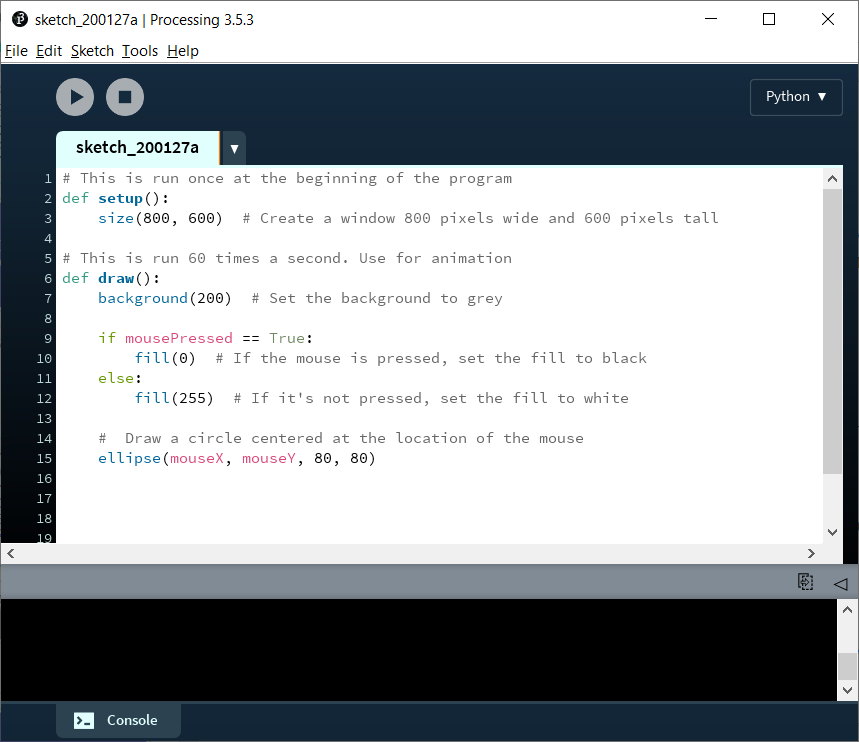 sketch_200127a | Processing 3.5.3
File Edit Sketch Tools Help
Python ▼
sketch_200127a ▼
1 # This is run once at the beginning of the program
2 def setup():
3     size(800, 600)  # Create a window 800 pixels wide and 600 pixels tall
4
5 # This is run 60 times a second. Use for animation
6 def draw():
7     background(200)  # Set the background to grey
8
9     if mousePressed == True:
10         fill(0)  # If the mouse is pressed, set the fill to black
11     else:
12         fill(255)  # If it's not pressed, set the fill to white
13
14     #  Draw a circle centered at the location of the mouse
15     ellipse(mouseX, mouseY, 80, 80)
16
17
18
19
Console